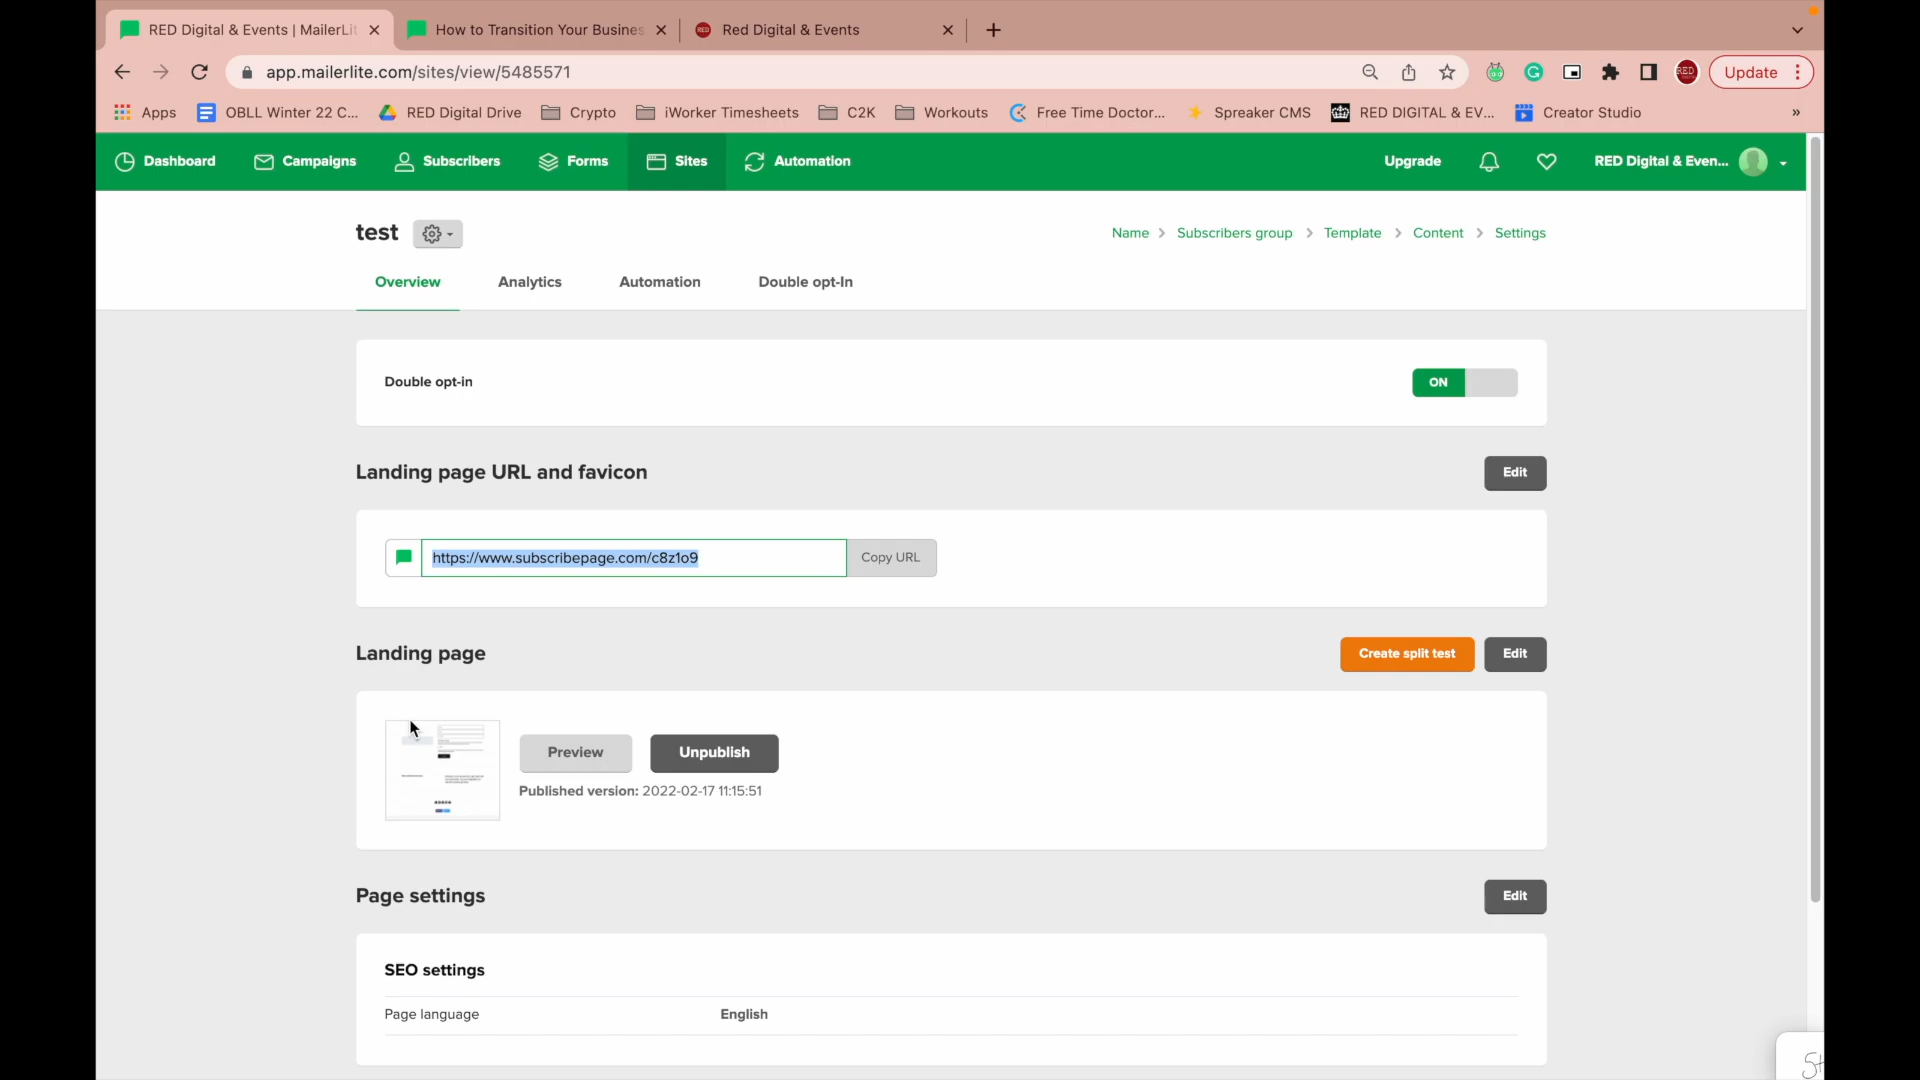 RED Digital & Events | MailerLit
How to Transition Your Busines
RED
Red Digital & Events
app.mailerlite.com/sites/view/5485571
RED
Update
Apps
OBLL Winter 22 C...
RED Digital Drive
Crypto
iWorker Timesheets
C2K
Workouts
Free Time Doctor...
Spreaker CMS
RED DIGITAL & EV...
Creator Studio
»
Dashboard
Campaigns
Subscribers
Forms
Sites
Automation
Upgrade
RED Digital & Even...
test
Name > Subscribers group > Template > Content > Settings
Overview
Analytics
Automation
Double opt-In
Double opt-in
ON
Landing page URL and favicon
Edit
https://www.subscribepage.com/c8z1o9
Copy URL
Landing page
Create split test
Edit
Preview
Unpublish
Published version: 2022-02-17 11:15:51
Page settings
Edit
SEO settings
Page language
English